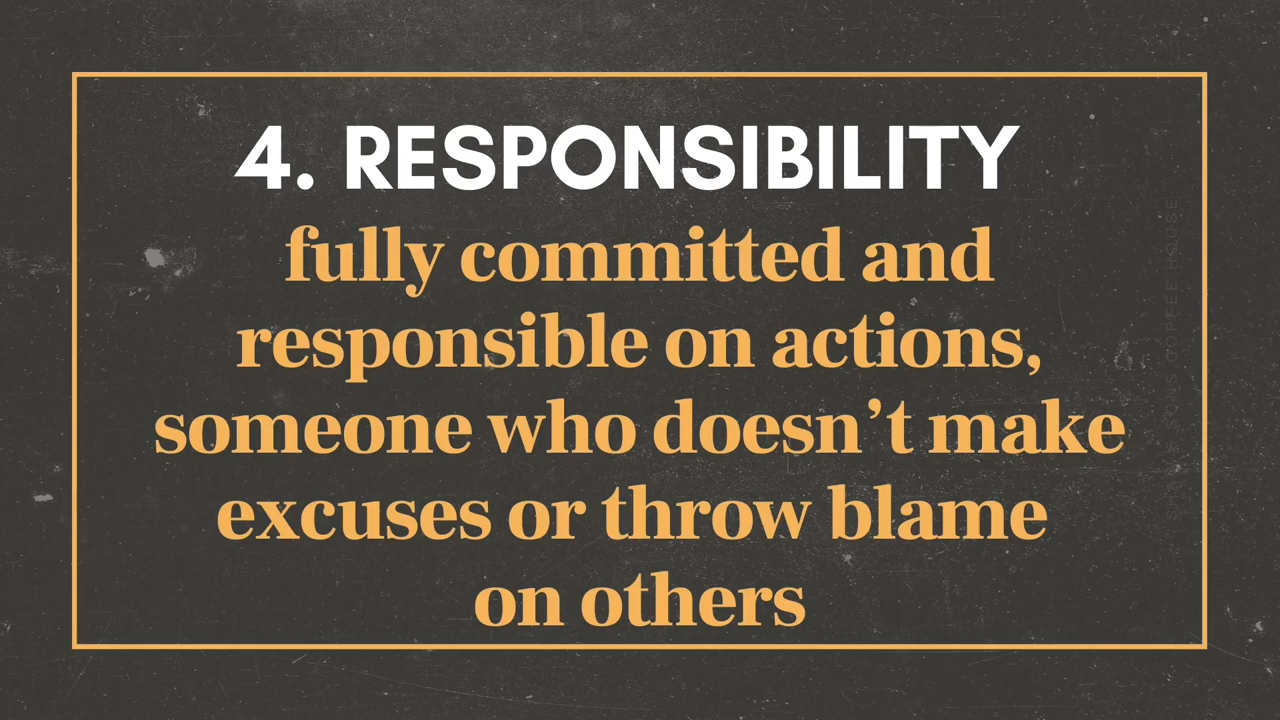 4. RESPONSIBILITY
fully committed and
responsible on actions,
someone who doesn’t make
excuses or throw blame
on others